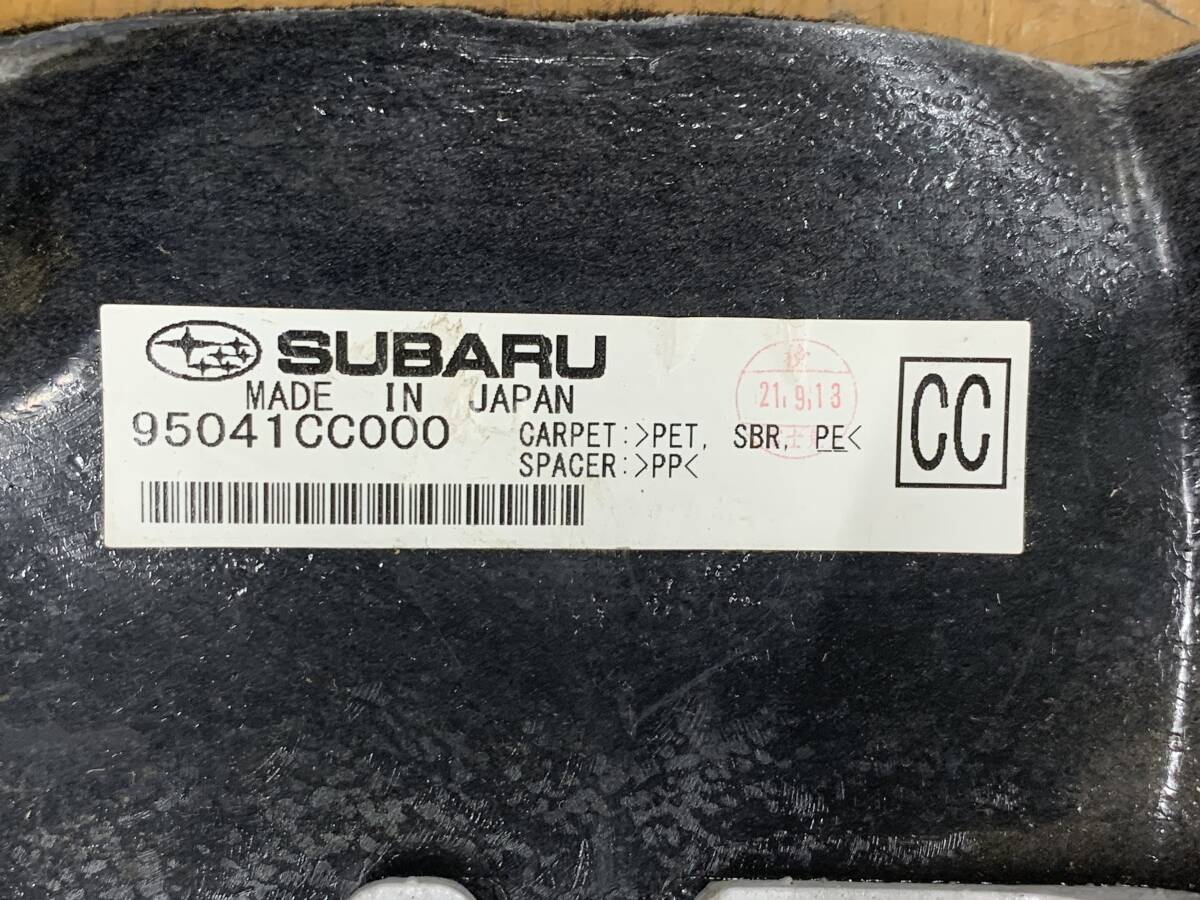 SUBARU
MADE IN JAPAN
95041CC000
CARPET:>PET, SBR, PE<
SPACER:>PP<
21.9.13
CC